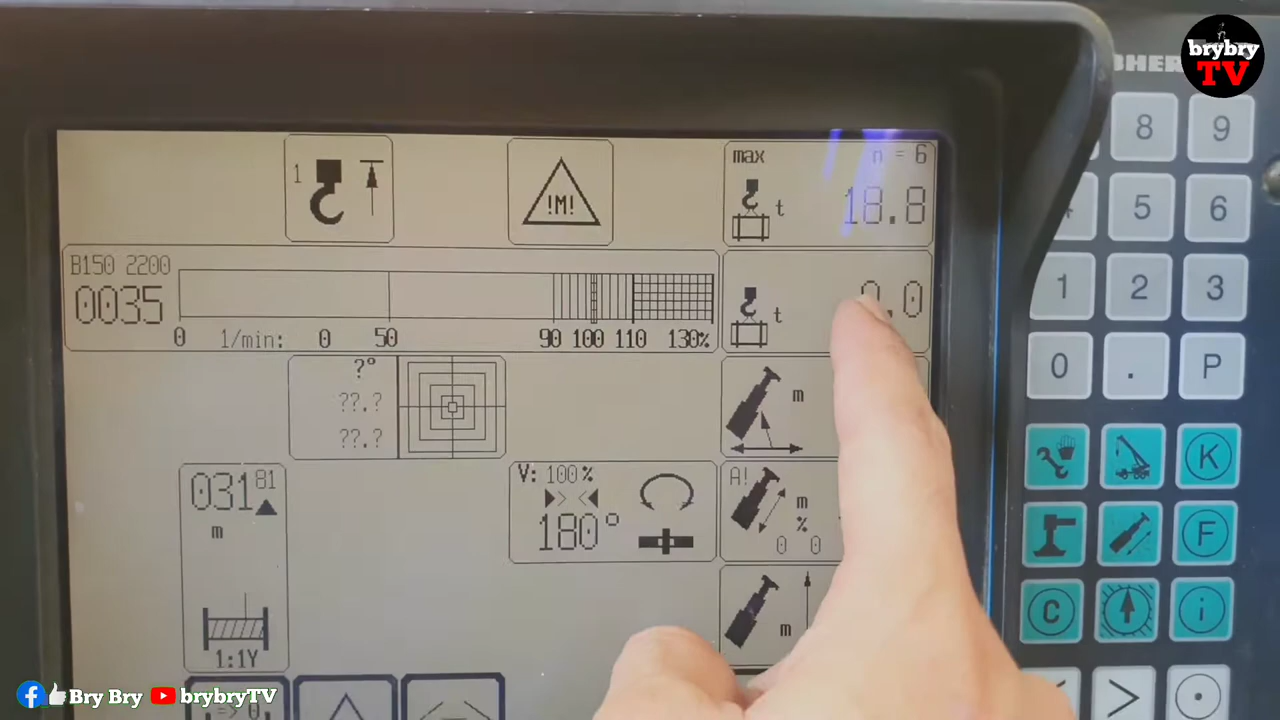 brybry
TV
BHER
8 9
5 6
1 2 3
0 . P
K
F
C i
1
!M!
max n = 6
t 18.8
B150 2200
0035
0 1/min: 0 50 90 100 110 130%
t .0
?°
??.?
??.?
m
031 81
m
1:1Y
V: 100 %
180°
A! m
%
0 0
m
Bry Bry brybryTV